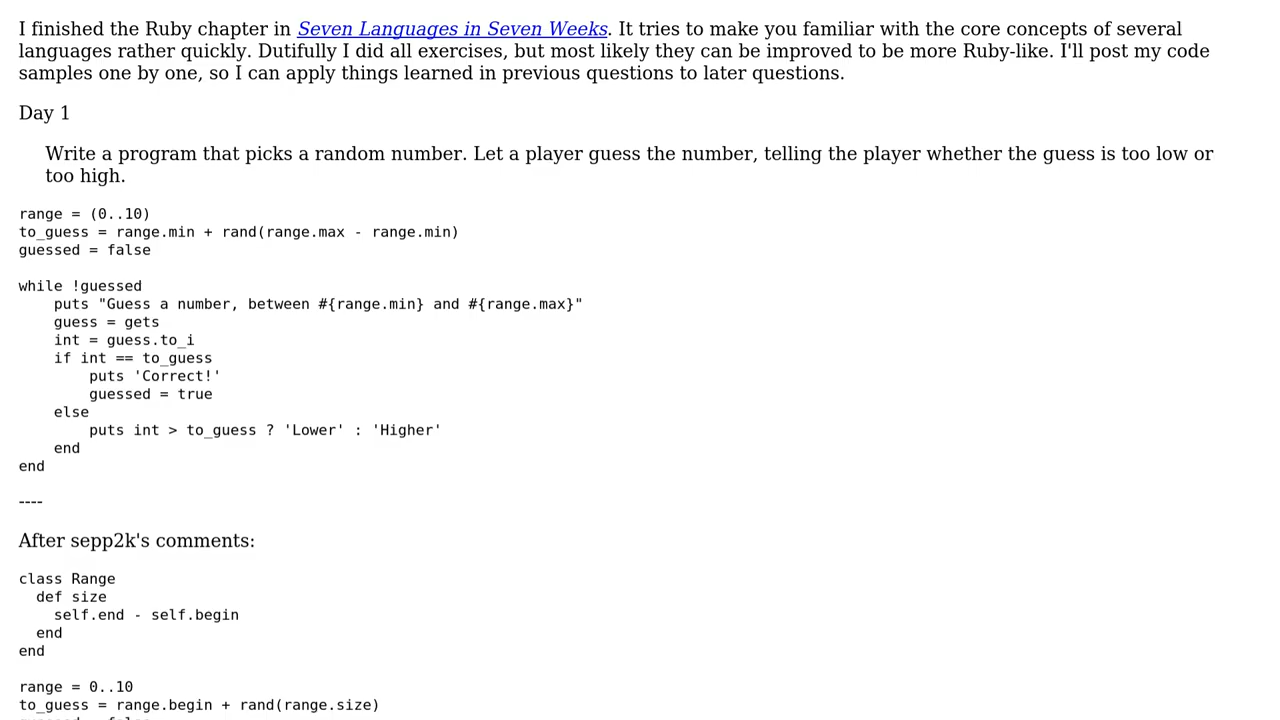 I finished the Ruby chapter in Seven Languages in Seven Weeks. It tries to make you familiar with the core concepts of several
languages rather quickly. Dutifully I did all exercises, but most likely they can be improved to be more Ruby-like. I'll post my code
samples one by one, so I can apply things learned in previous questions to later questions.
Day 1
Write a program that picks a random number. Let a player guess the number, telling the player whether the guess is too low or
too high.
range = (0..10)
to_guess = range.min + rand(range.max - range.min)
guessed = false
while !guessed
    puts "Guess a number, between #{range.min} and #{range.max}"
    guess = gets
    int = guess.to_i
    if int == to_guess
        puts 'Correct!'
        guessed = true
    else
        puts int > to_guess ? 'Lower' : 'Higher'
    end
end
----
After sepp2k's comments:
class Range
  def size
    self.end - self.begin
  end
end
range = 0..10
to_guess = range.begin + rand(range.size)